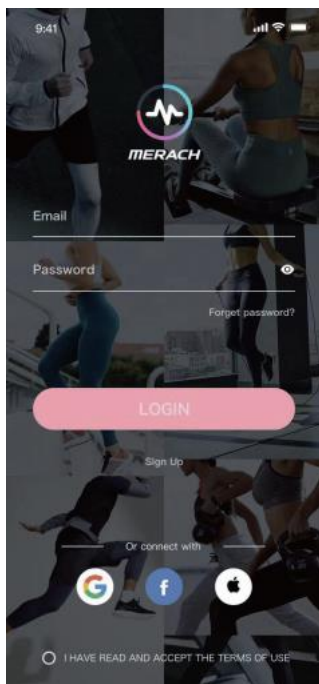 9:41
MERACH
Email
Password
Forget password?
LOGIN
Sign Up
Or connect with
G
f
I HAVE READ AND ACCEPT THE TERMS OF USE